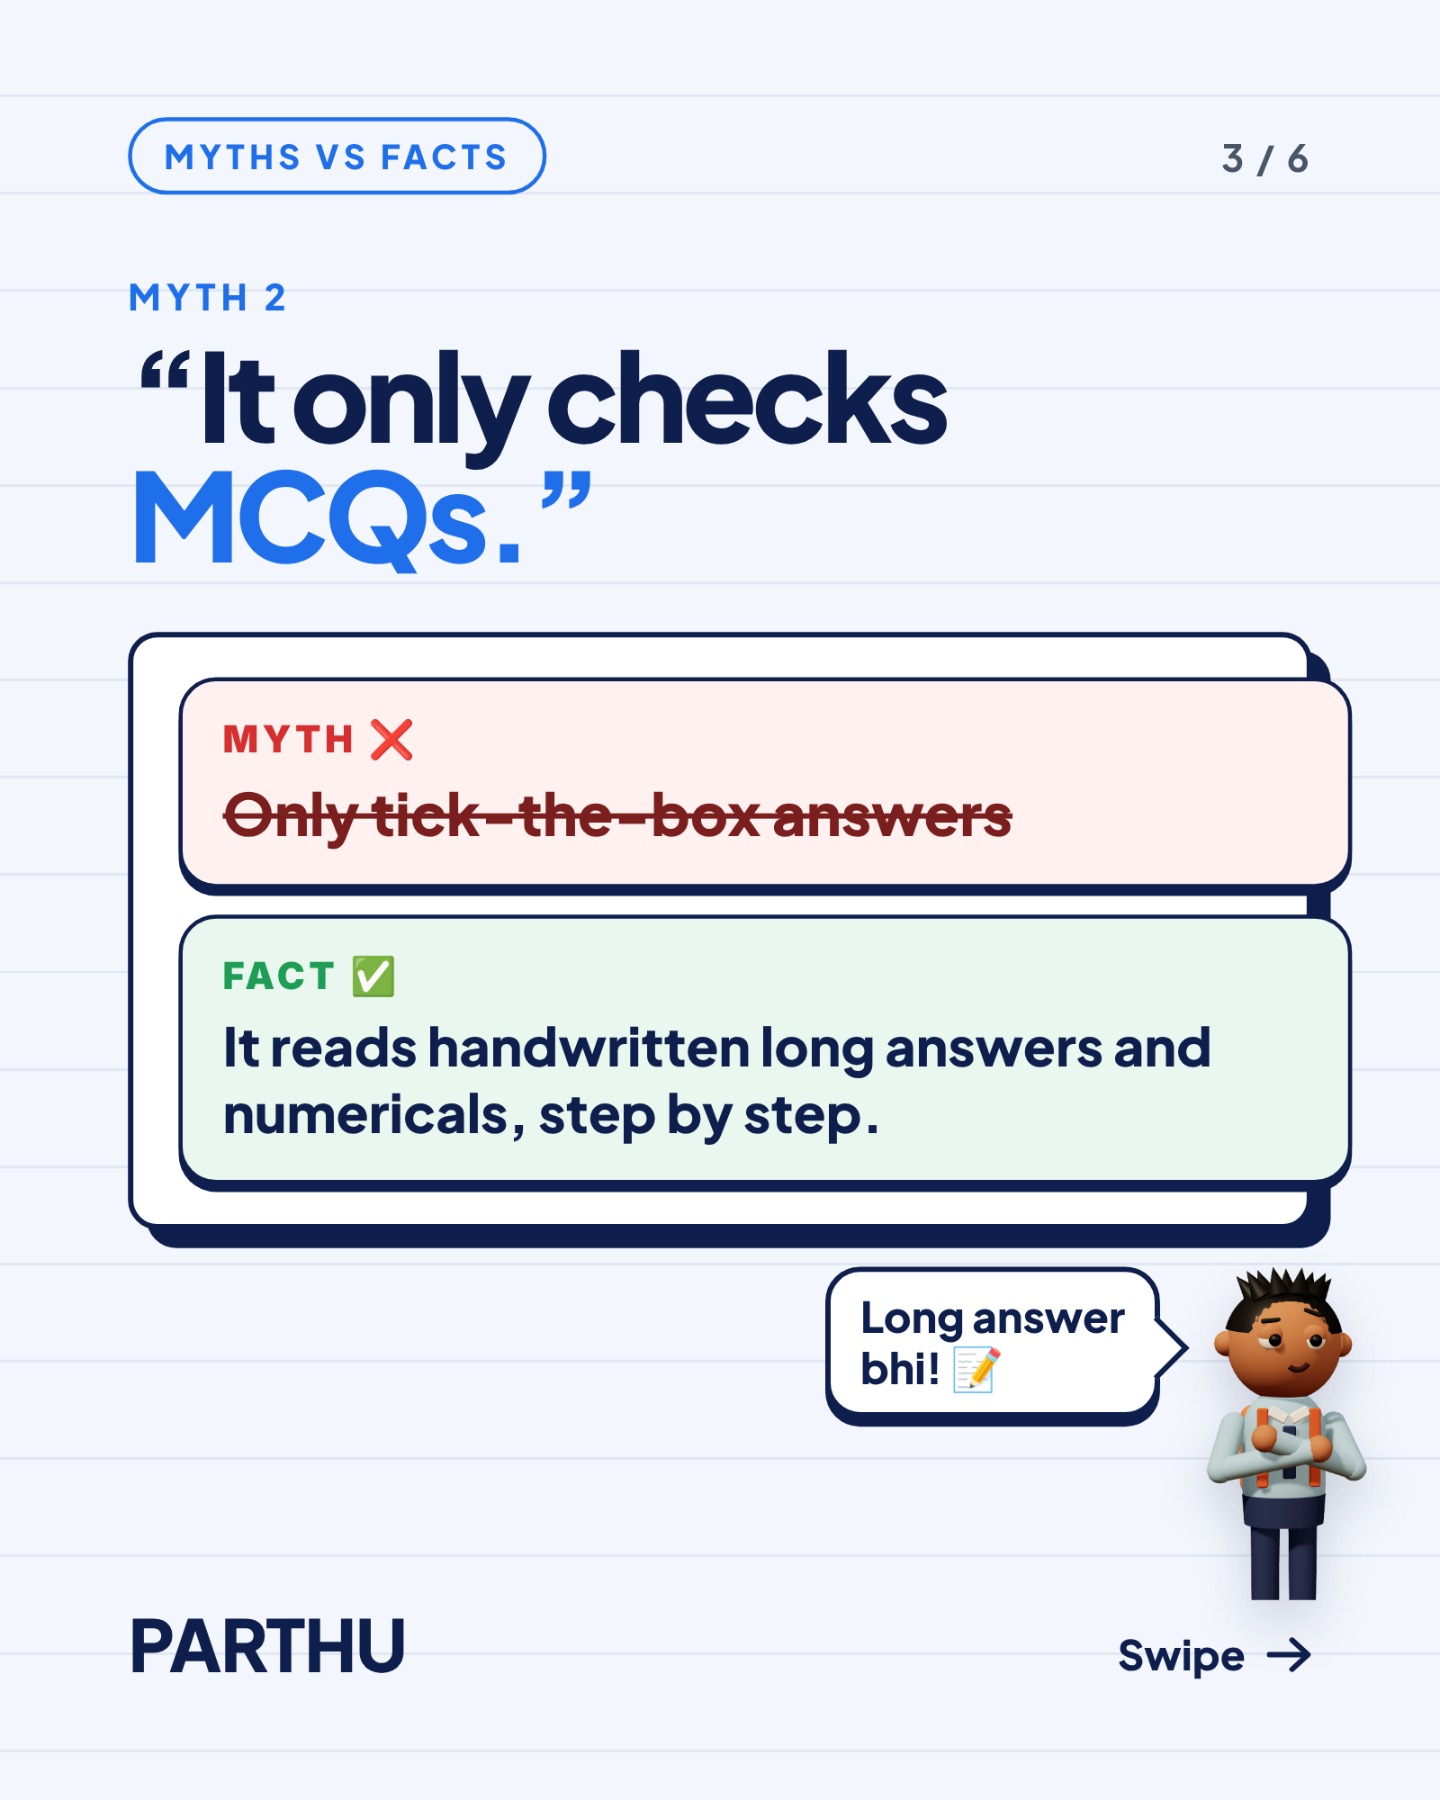 MYTHS VS FACTS
3 / 6
MYTH 2
“It only checks
MCQs.”
MYTH ❌
Only tick-the-box answers
FACT ✅
It reads handwritten long answers and
numericals, step by step.
Long answer
bhi! 📝
PARTHU
Swipe →